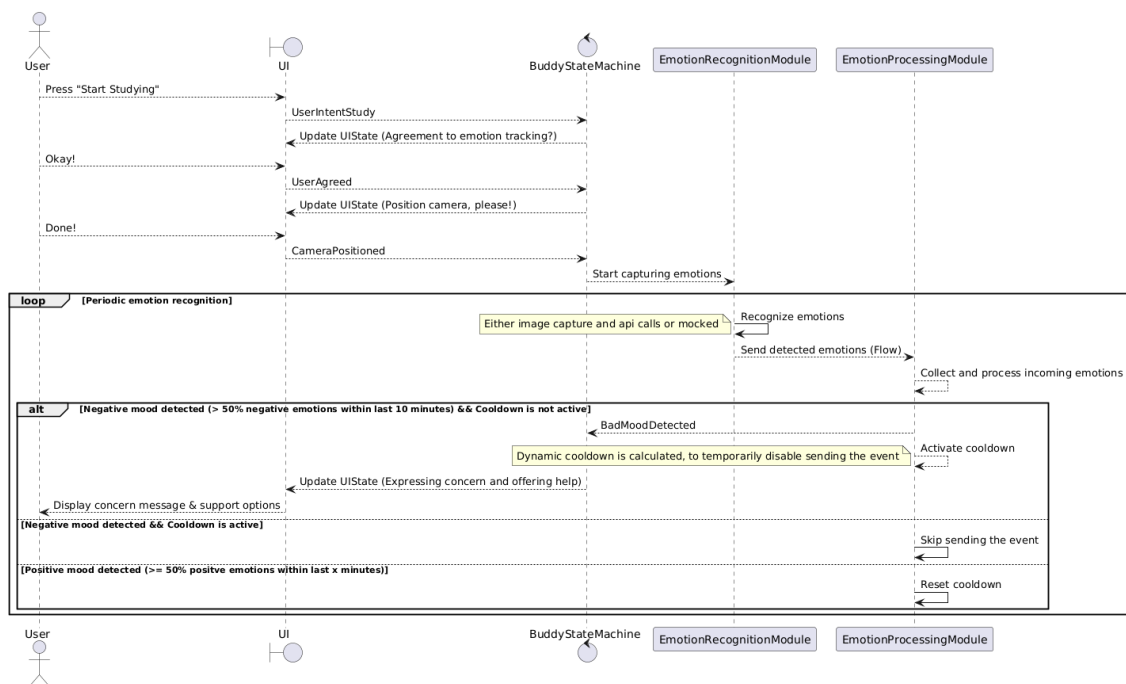 User
UI
BuddyStateMachine
EmotionRecognitionModule
EmotionProcessingModule
Press "Start Studying"
UserIntentStudy
Update UIState (Agreement to emotion tracking?)
Okay!
UserAgreed
Update UIState (Position camera, please!)
Done!
CameraPositioned
Start capturing emotions
loop [Periodic emotion recognition]
Recognize emotions
Either image capture and api calls or mocked
Send detected emotions (Flow)
Collect and process incoming emotions
alt [Negative mood detected (> 50% negative emotions within last 10 minutes) && Cooldown is not active]
BadMoodDetected
Activate cooldown
Dynamic cooldown is calculated, to temporarily disable sending the event
Update UIState (Expressing concern and offering help)
Display concern message & support options
[Negative mood detected && Cooldown is active]
Skip sending the event
[Positive mood detected (>= 50% positve emotions within last x minutes)]
Reset cooldown
User
UI
BuddyStateMachine
EmotionRecognitionModule
EmotionProcessingModule